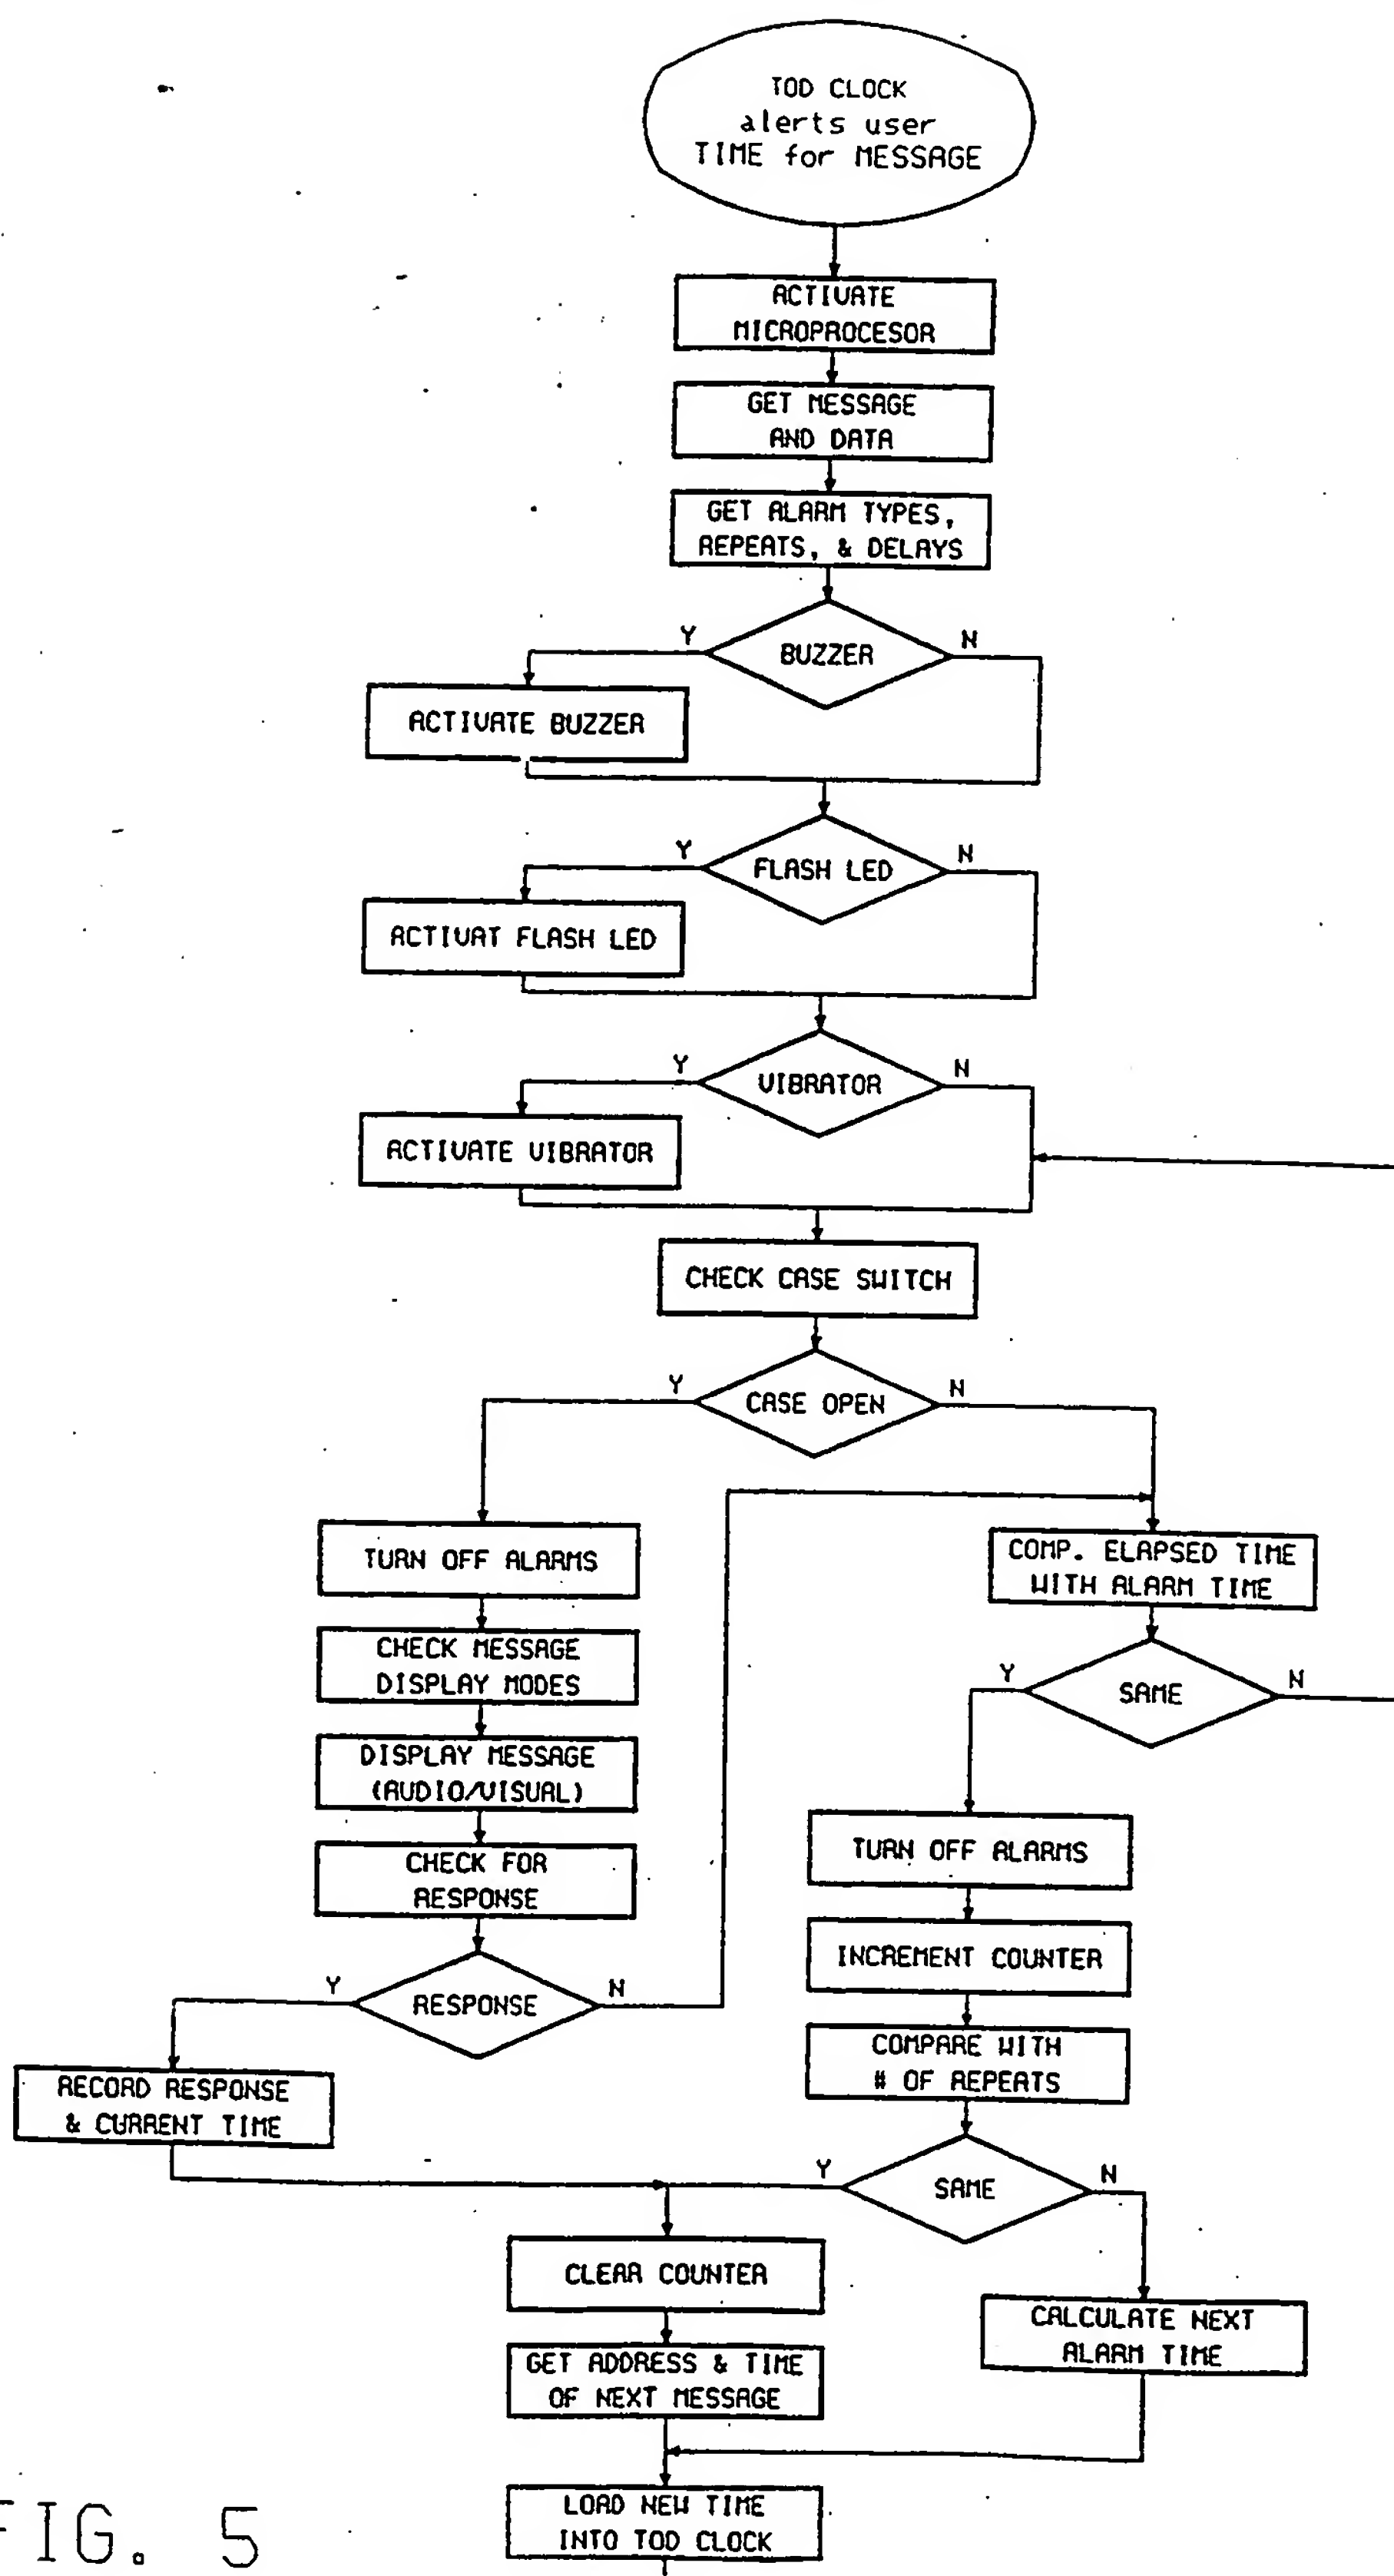 TOD CLOCK
alerts user
TIME for MESSAGE
ACTIVATE
MICROPROCESOR
GET MESSAGE
AND DATA
GET ALARM TYPES,
REPEATS, & DELAYS
Y
BUZZER
N
ACTIVATE BUZZER
Y
FLASH LED
N
ACTIVAT FLASH LED
Y
VIBRATOR
N
ACTIVATE VIBRATOR
CHECK CASE SWITCH
Y
CASE OPEN
N
TURN OFF ALARMS
COMP. ELAPSED TIME
WITH ALARM TIME
CHECK MESSAGE
DISPLAY MODES
Y
SAME
N
DISPLAY MESSAGE
(AUDIO/VISUAL)
TURN OFF ALARMS
CHECK FOR
RESPONSE
INCREMENT COUNTER
Y
RESPONSE
N
COMPARE WITH
# OF REPEATS
RECORD RESPONSE
& CURRENT TIME
Y
SAME
N
CLEAR COUNTER
CALCULATE NEXT
ALARM TIME
GET ADDRESS & TIME
OF NEXT MESSAGE
LOAD NEW TIME
INTO TOD CLOCK
FIG. 5